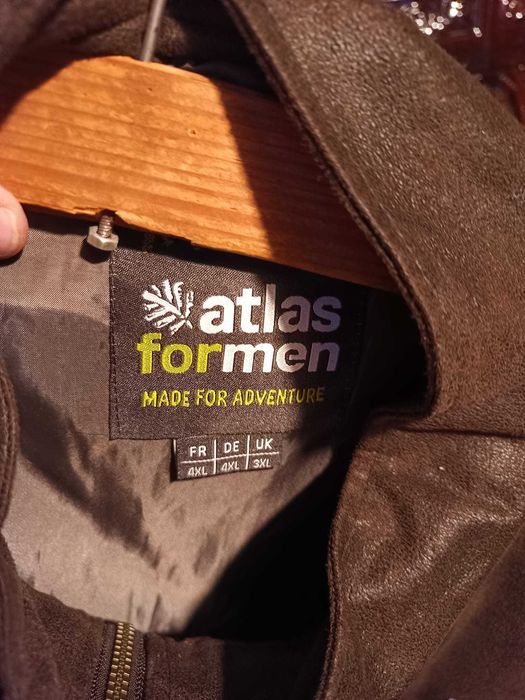 atlas
formen
MADE FOR ADVENTURE
FR | DE | UK
4XL | 4XL | 3XL